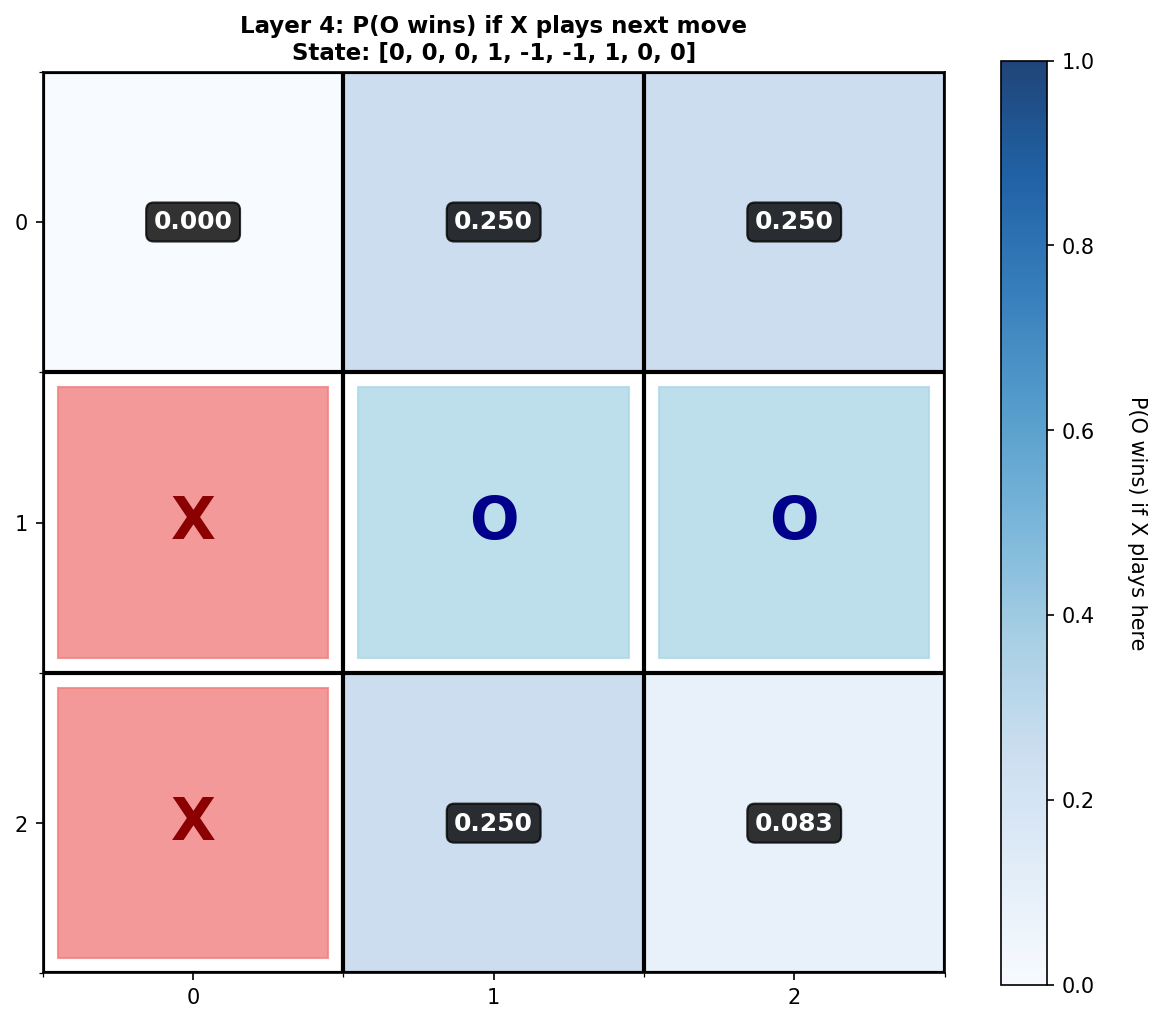 Layer 4: P(O wins) if X plays next move
State: [0, 0, 0, 1, -1, -1, 1, 0, 0]
0
0.000
0.250
0.250
1
X
O
O
2
X
0.250
0.083
0
1
2
1.0
0.8
0.6
0.4
0.2
0.0
P(O wins) if X plays here